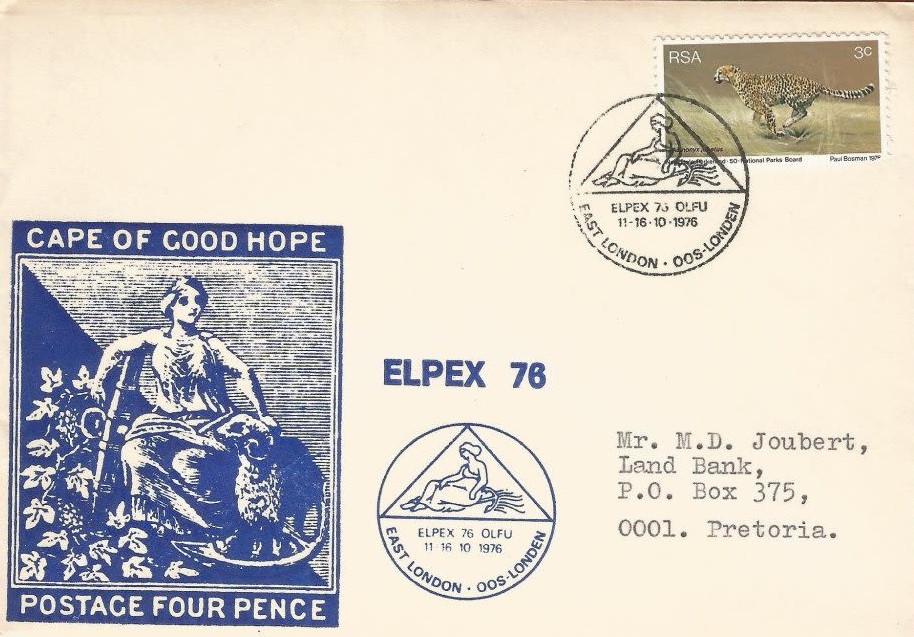 RSA 3c
jubatus
National Parks Board Paul Bosman
ELPEX 76 OLFU
11-16-10-1976
EAST LONDON · OOS-LONDEN
CAPE OF GOOD HOPE
POSTAGE FOUR PENCE
ELPEX 76
ELPEX 76 OLFU
11 16 10 1976
EAST LONDON · OOS-LONDEN
Mr. M.D. Joubert,
Land Bank,
P.O. Box 375,
0001. Pretoria.